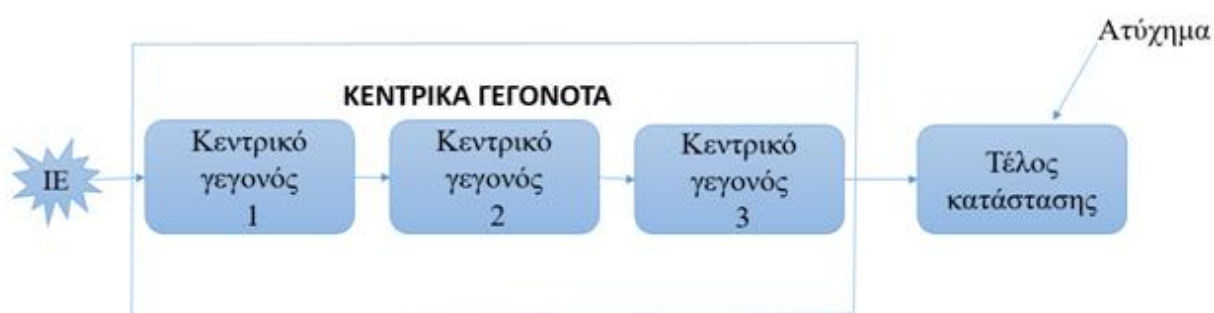 Ατύχημα
ΚΕΝΤΡΙΚΑ ΓΕΓΟΝΟΤΑ
ΙΕ
Κεντρικό
γεγονός
1
Κεντρικό
γεγονός
2
Κεντρικό
γεγονός
3
Τέλος
κατάστασης